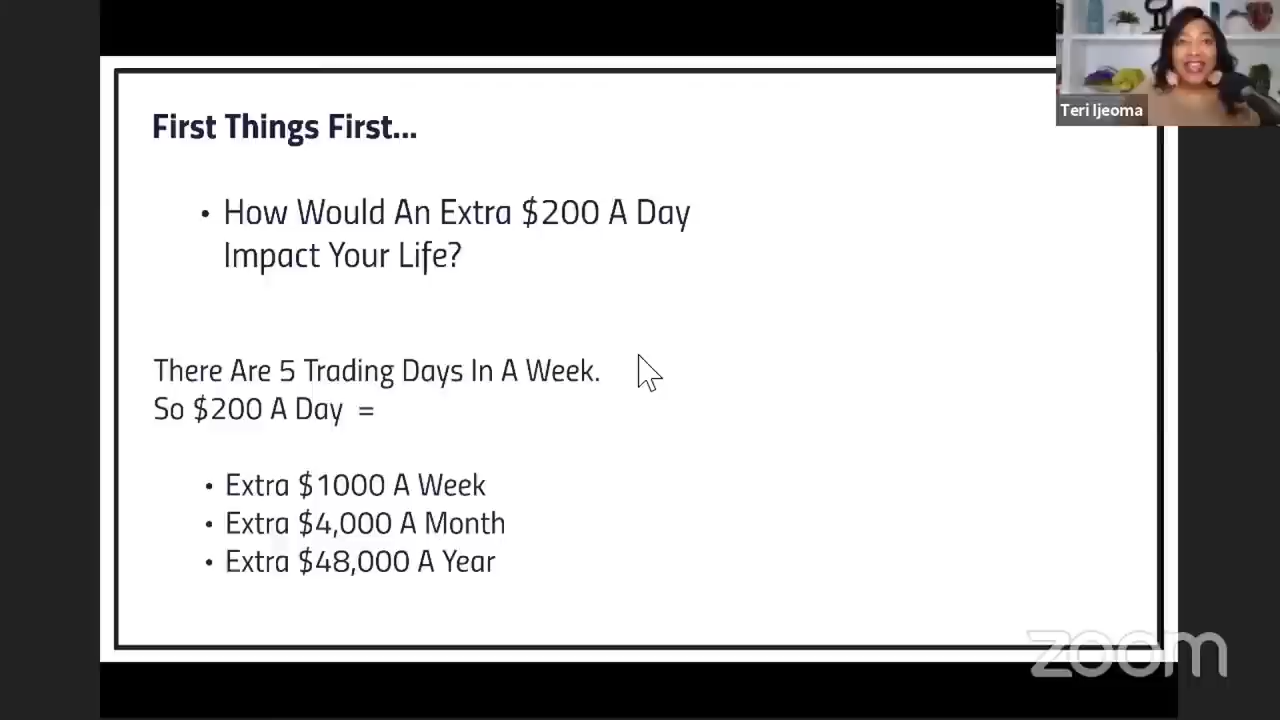 First Things First...
• How Would An Extra $200 A Day
Impact Your Life?
There Are 5 Trading Days In A Week.
So $200 A Day =
• Extra $1000 A Week
• Extra $4,000 A Month
• Extra $48,000 A Year
Teri Ijeoma
zoom